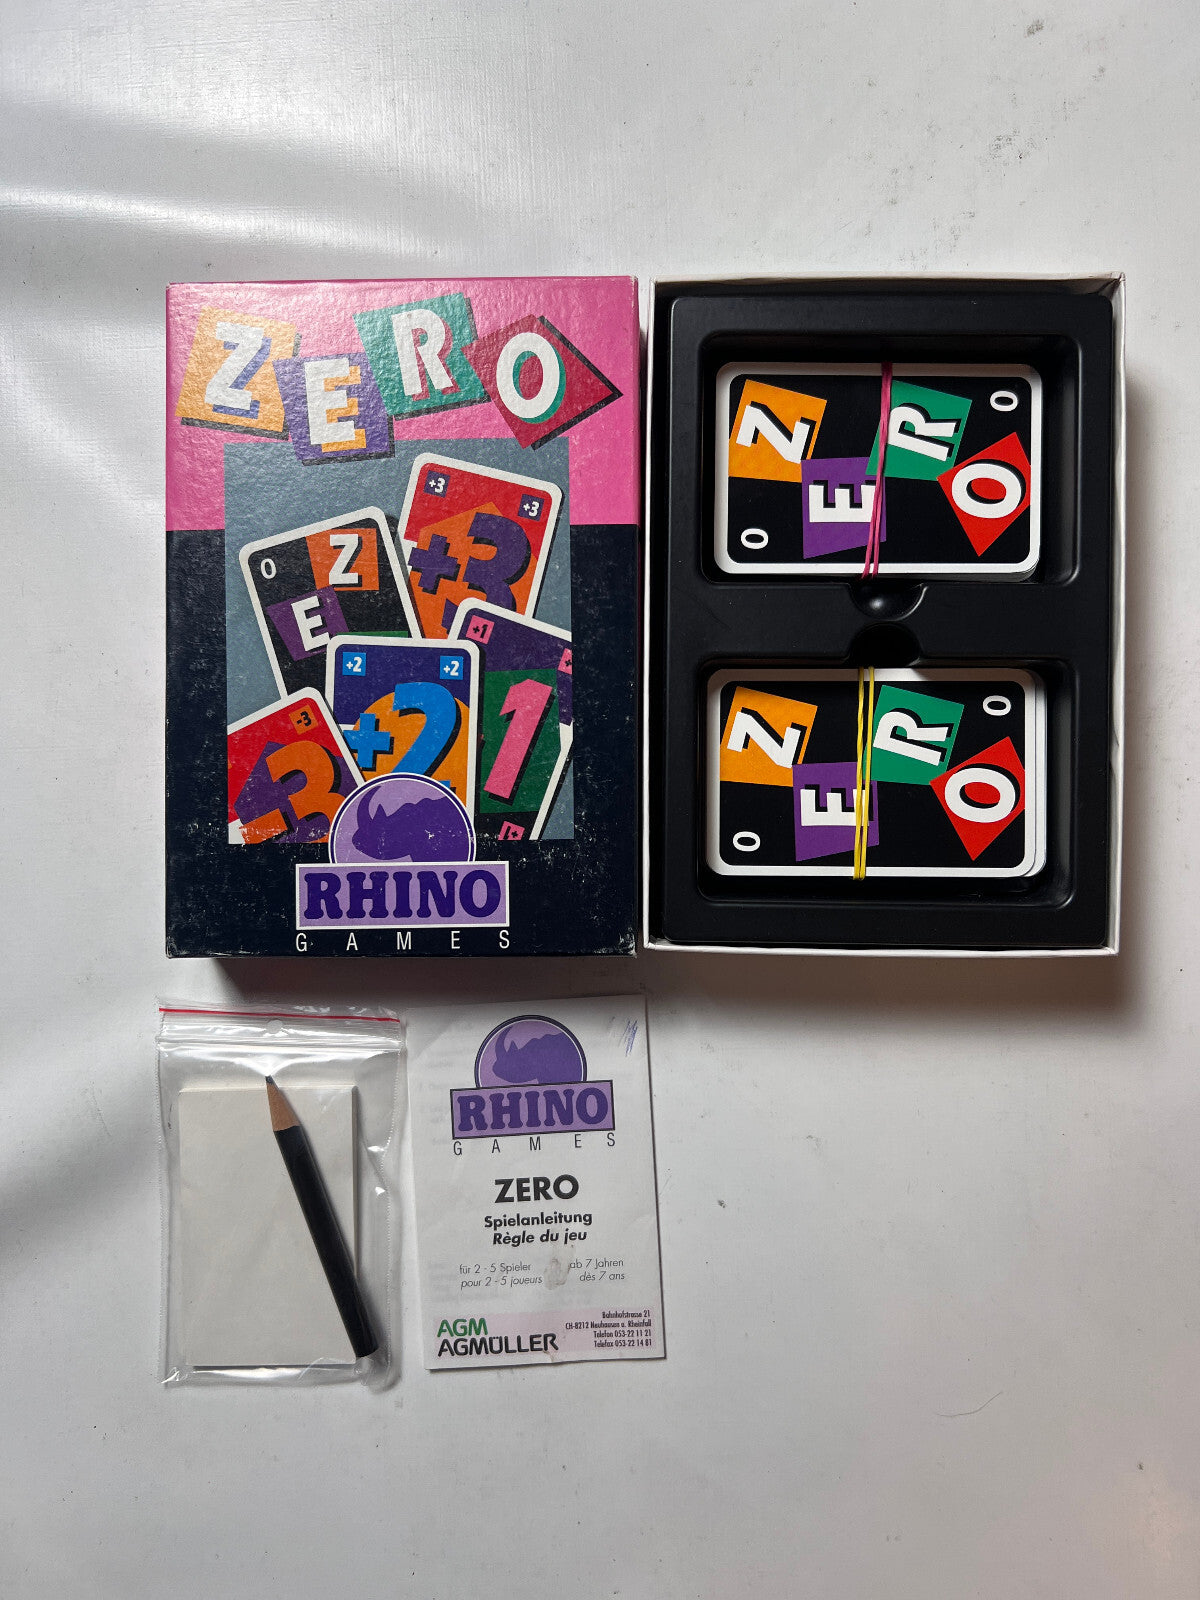 ZERO
+3
+3
+3
0
Z
E
+1
+2
+2
+2
1
-3
-3
+1
RHINO
GAMES
0
ZERO
0
0
ZERO
0
RHINO
GAMES
ZERO
Spielanleitung
Règle du jeu
für 2 - 5 Spieler ab 7 Jahren
pour 2 - 5 joueurs dès 7 ans
AGM
AGMÜLLER
Bahnhofstrasse 21
CH-8212 Neuhausen a. Rheinfall
Telefon 053-22 11 21
Telefax 053-22 14 81